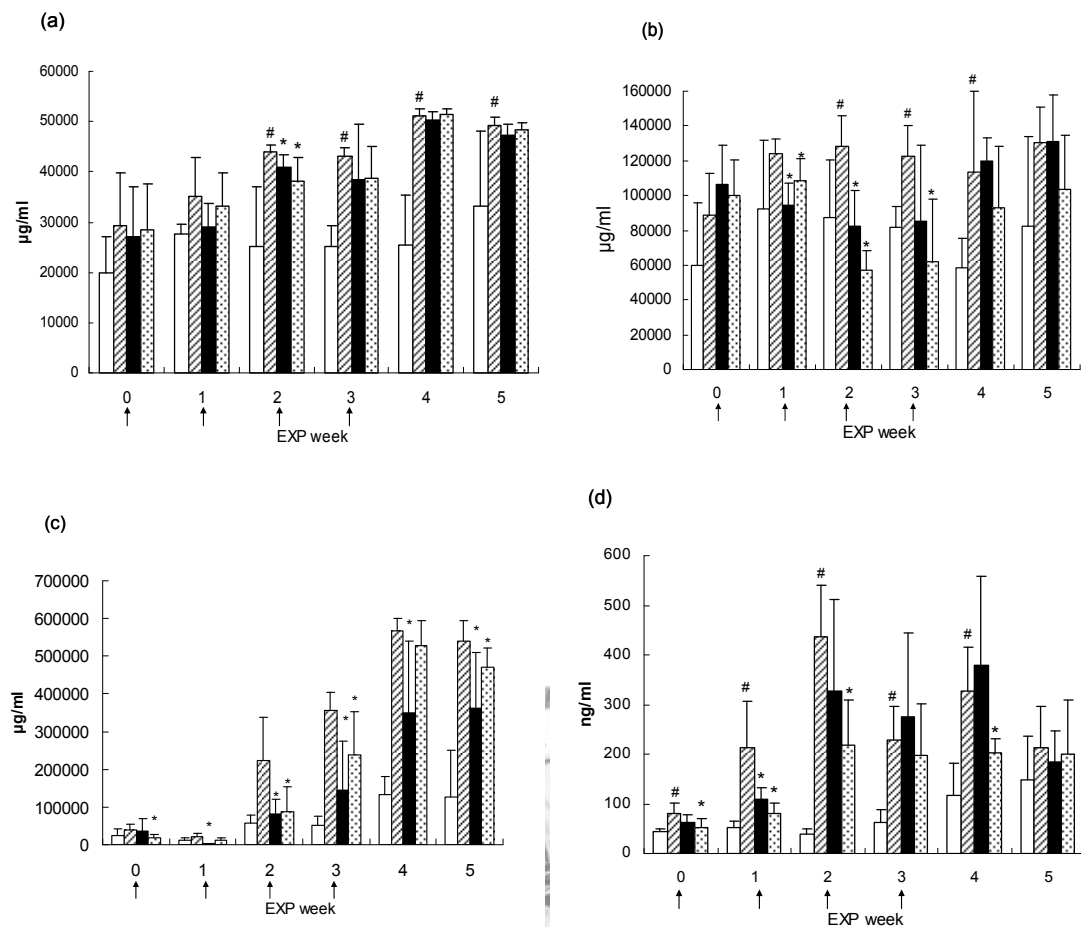 (a)
60000
50000
40000
30000
20000
10000
0
µg/ml
# * * # # #
0 1 2 3 4 5
EXP week
(b)
160000
140000
120000
100000
80000
60000
40000
20000
0
µg/ml
* * # * * # * #
0 1 2 3 4 5
EXP week
(c)
700000
600000
500000
400000
300000
200000
100000
0
µg/ml
* * * * * * * * *
0 1 2 3 4 5
EXP week
(d)
600
500
400
300
200
100
0
ng/ml
# * # * * # * # # *
0 1 2 3 4 5
EXP week